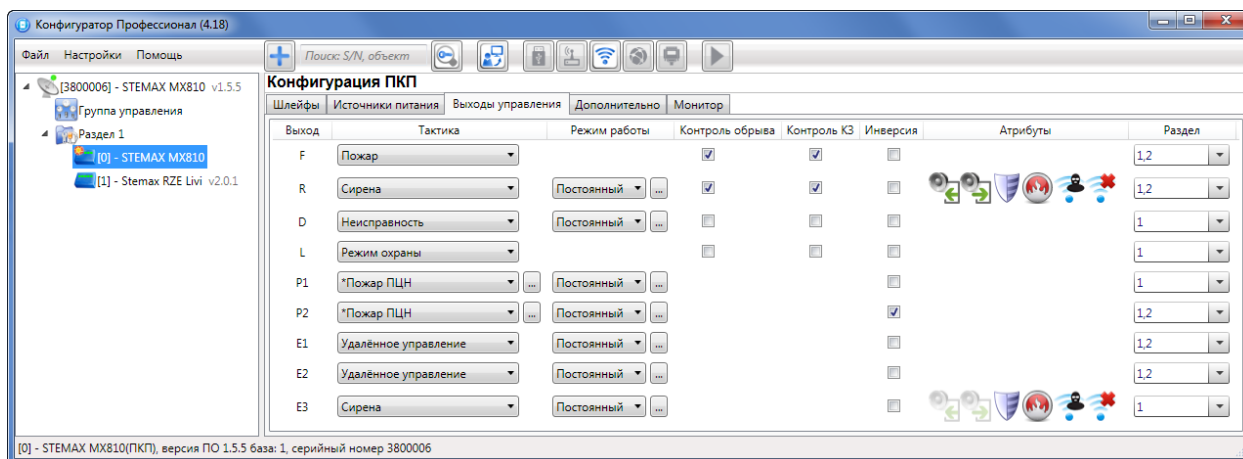 Конфигуратор Профессионал (4.18)
Файл Настройки Помощь Поиск: S/N, объект
[3800006] - STEMAX MX810 v1.5.5
Группа управления
Раздел 1
[0] - STEMAX MX810
[1] - Stemax RZE Livi v2.0.1
Конфигурация ПКП
Шлейфы Источники питания Выходы управления Дополнительно Монитор
Выход Тактика Режим работы Контроль обрыва Контроль КЗ Инверсия Атрибуты Раздел
F Пожар 1,2
R Сирена Постоянный ... 1,2
D Неисправность Постоянный ... 1
L Режим охраны 1
P1 *Пожар ПЦН ... Постоянный ... 1
P2 *Пожар ПЦН ... Постоянный ... 1,2
E1 Удалённое управление Постоянный ... 1,2
E2 Удалённое управление Постоянный ... 1,2
E3 Сирена Постоянный ... 1
[0] - STEMAX MX810(ПКП), версия ПО 1.5.5 база: 1, серийный номер 3800006